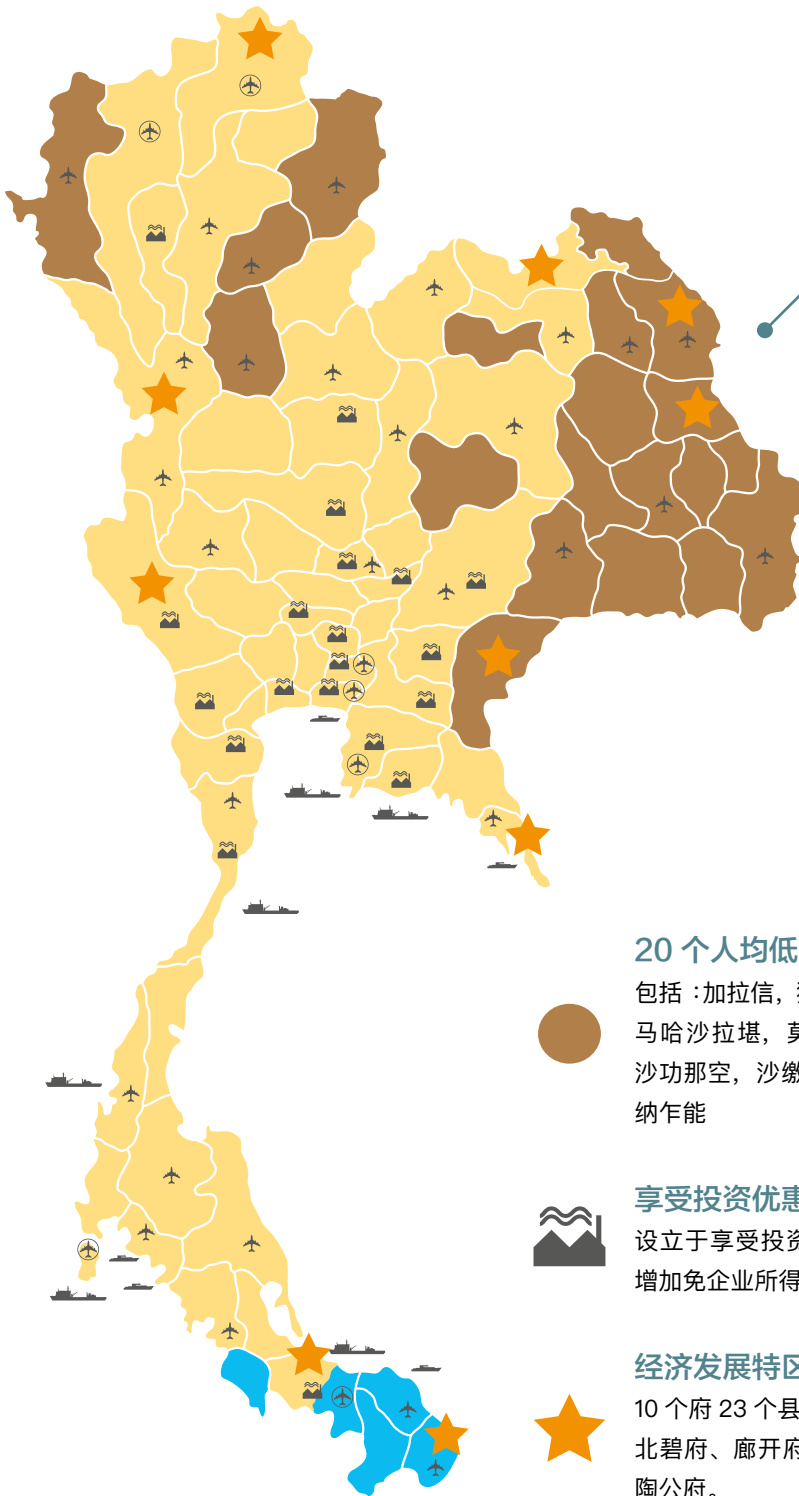 20 个人均低
包括 :加拉信,
马哈沙拉堪,
沙功那空，沙缴
纳乍能
享受投资优惠
设立于享受投资
增加免企业所得
经济发展特区
10 个府 23 个县
北碧府、廊开府
陶公府。